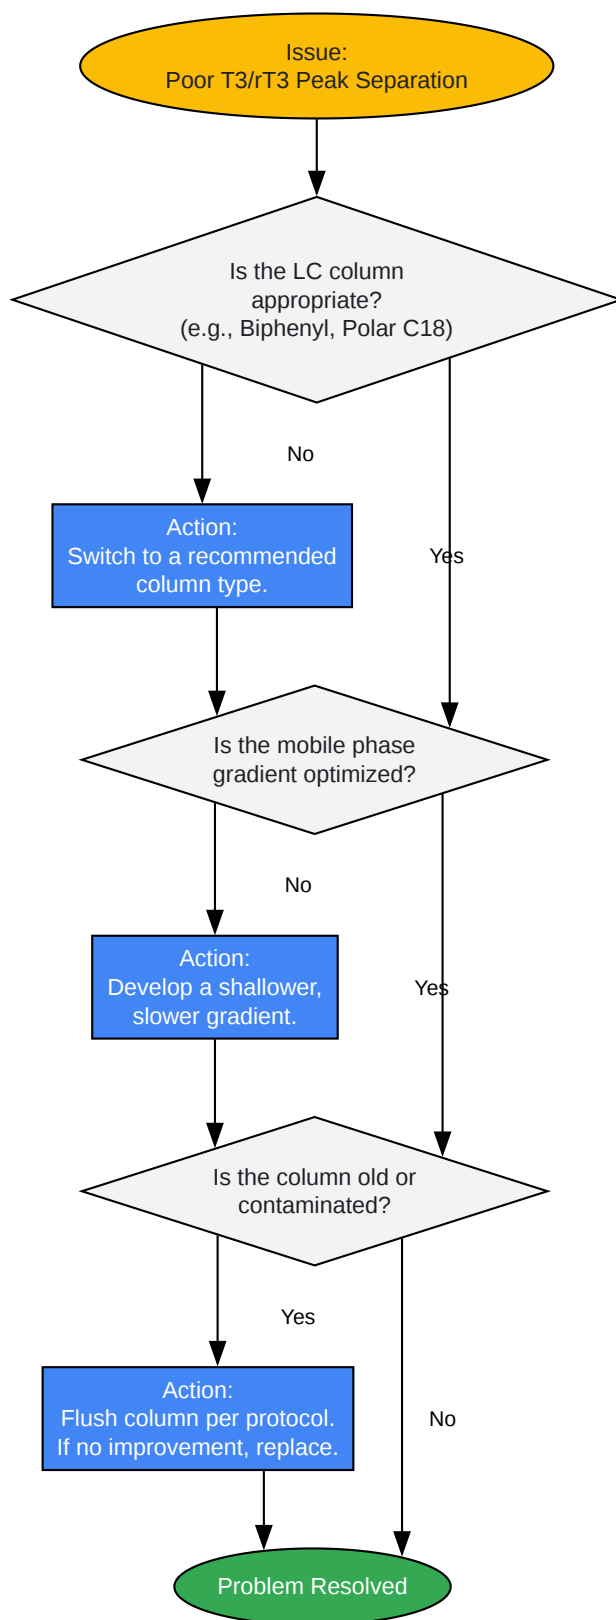 Issue:
Poor T3/rT3 Peak Separation
Is the LC column
appropriate?
(e.g., Biphenyl, Polar C18)
No
Action:
Switch to a recommended
column type.
Yes
Is the mobile phase
gradient optimized?
No
Action:
Develop a shallower,
slower gradient.
Yes
Is the column old or
contaminated?
Yes
Action:
Flush column per protocol.
If no improvement, replace.
No
Problem Resolved